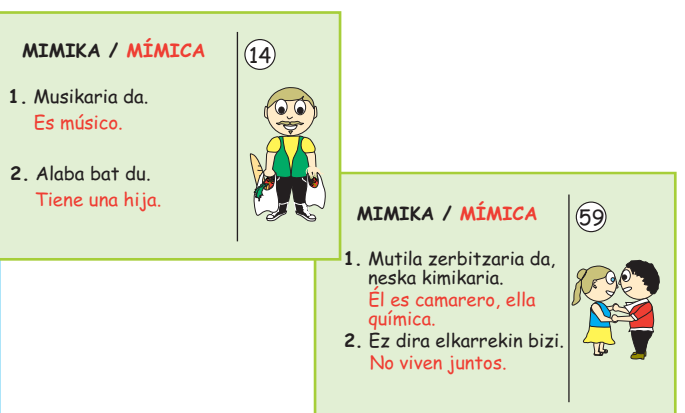 MIMIKA / MÍMICA
14
1. Musikaria da.
Es músico.
2. Alaba bat du.
Tiene una hija.
MIMIKA / MÍMICA
59
1. Mutila zerbitzaria da,
neska kimikaria.
Él es camarero, ella
química.
2. Ez dira elkarrekin bizi.
No viven juntos.